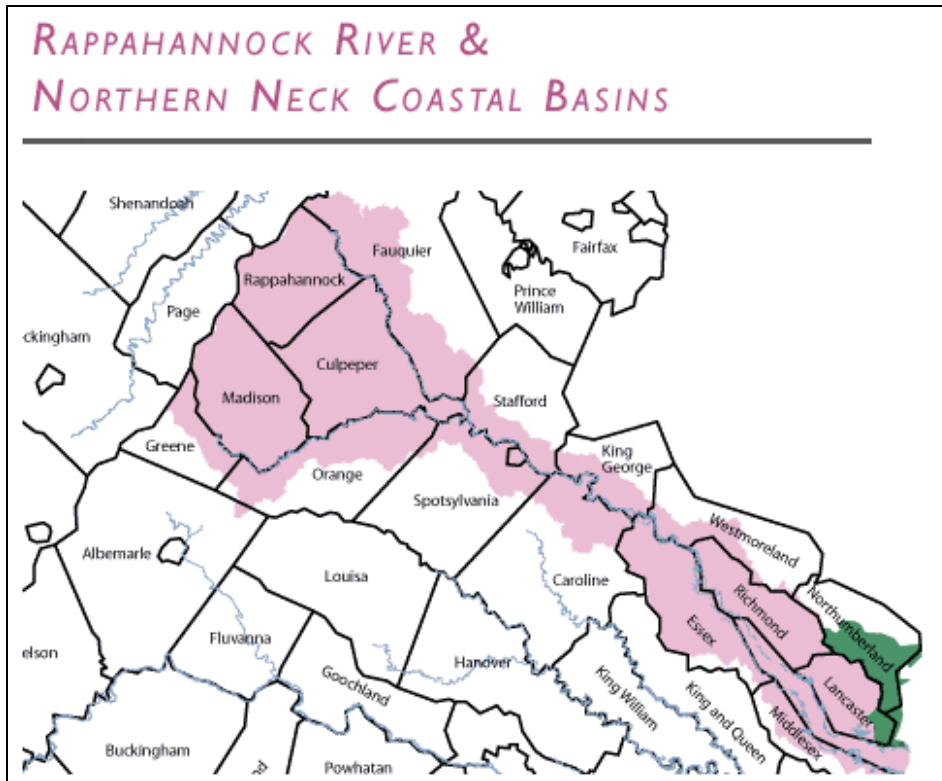 RAPPAHANNOCK RIVER &
NORTHERN NECK COASTAL BASINS
Shenandoah
Fauquier
Fairfax
Rappahannock
Prince
William
Page
ckingham
Culpeper
Madison
Stafford
Greene
King
George
Orange
Spotsylvania
Westmoreland
Albemarle
Louisa
Caroline
Richmond
Northumberland
Essex
Fluvanna
elson
Hanover
Goochland
King William
King and Queen
Lancaster
Middlesex
Buckingham
Powhatan